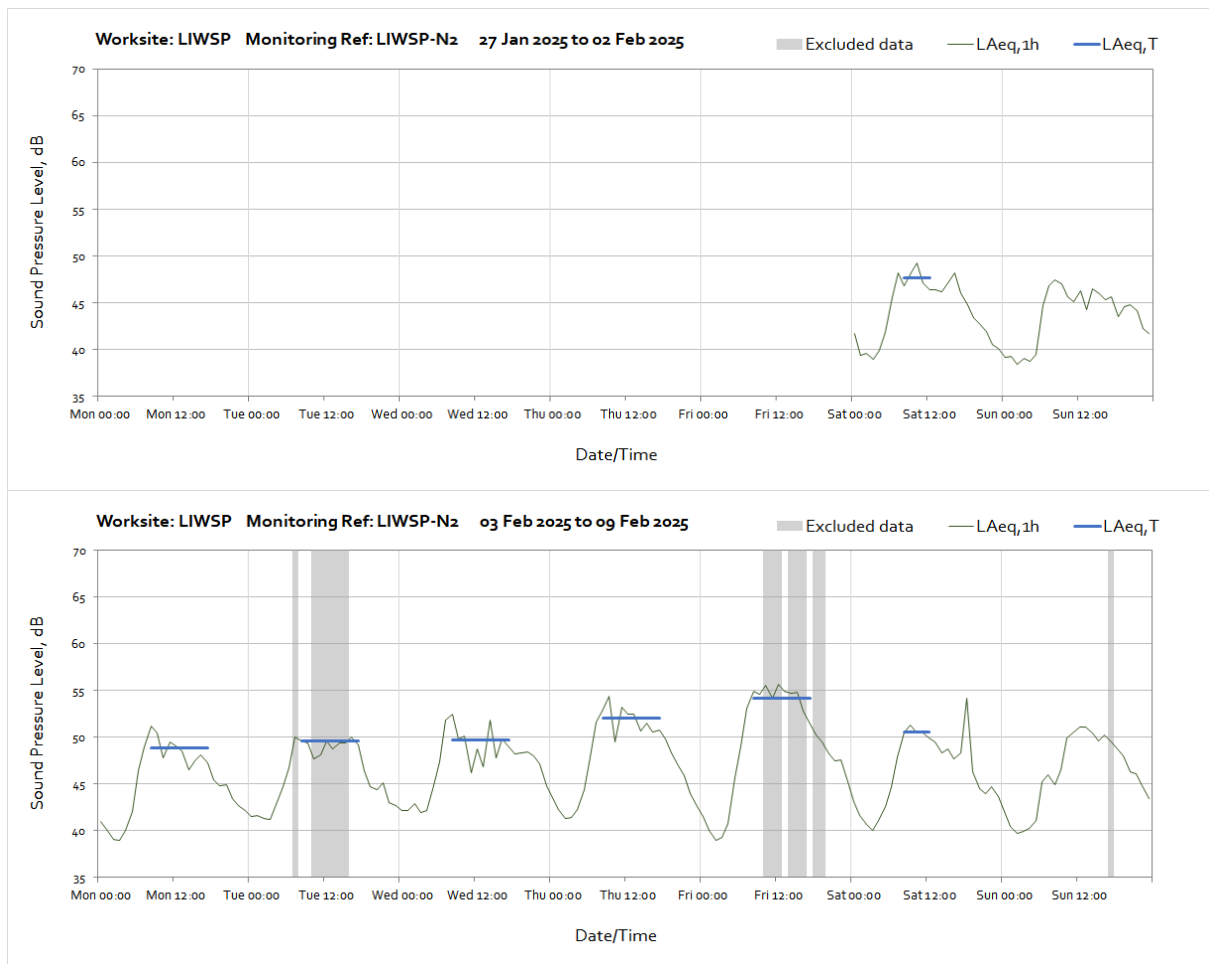 Worksite: LIWSP Monitoring Ref: LIWSP-N2 27 Jan 2025 to 02 Feb 2025
Excluded data LAeq,1h LAeq,T
70
65
60
55
50
45
40
35
Sound Pressure Level, dB
Mon 00:00 Mon 12:00 Tue 00:00 Tue 12:00 Wed 00:00 Wed 12:00 Thu 00:00 Thu 12:00 Fri 00:00 Fri 12:00 Sat 00:00 Sat 12:00 Sun 00:00 Sun 12:00
Date/Time
Worksite: LIWSP Monitoring Ref: LIWSP-N2 03 Feb 2025 to 09 Feb 2025
Excluded data LAeq,1h LAeq,T
70
65
60
55
50
45
40
35
Sound Pressure Level, dB
Mon 00:00 Mon 12:00 Tue 00:00 Tue 12:00 Wed 00:00 Wed 12:00 Thu 00:00 Thu 12:00 Fri 00:00 Fri 12:00 Sat 00:00 Sat 12:00 Sun 00:00 Sun 12:00
Date/Time